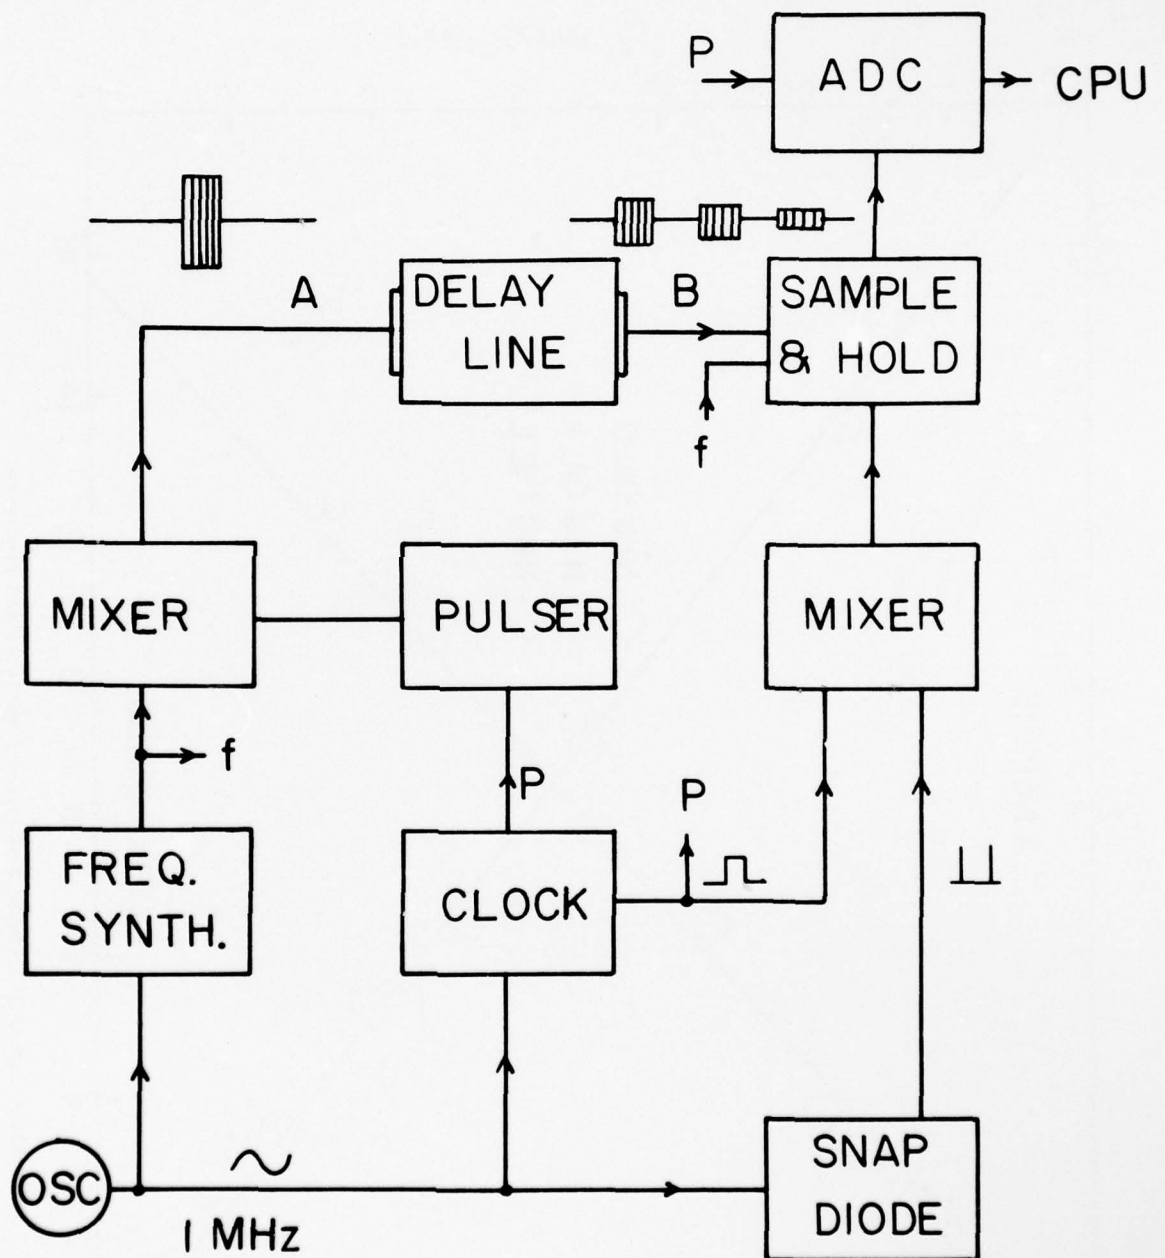 P
ADC
CPU
A
DELAY
LINE
B
SAMPLE
& HOLD
f
MIXER
PULSER
MIXER
f
P
P
FREQ.
SYNTH.
CLOCK
OSC
1 MHz
SNAP
DIODE